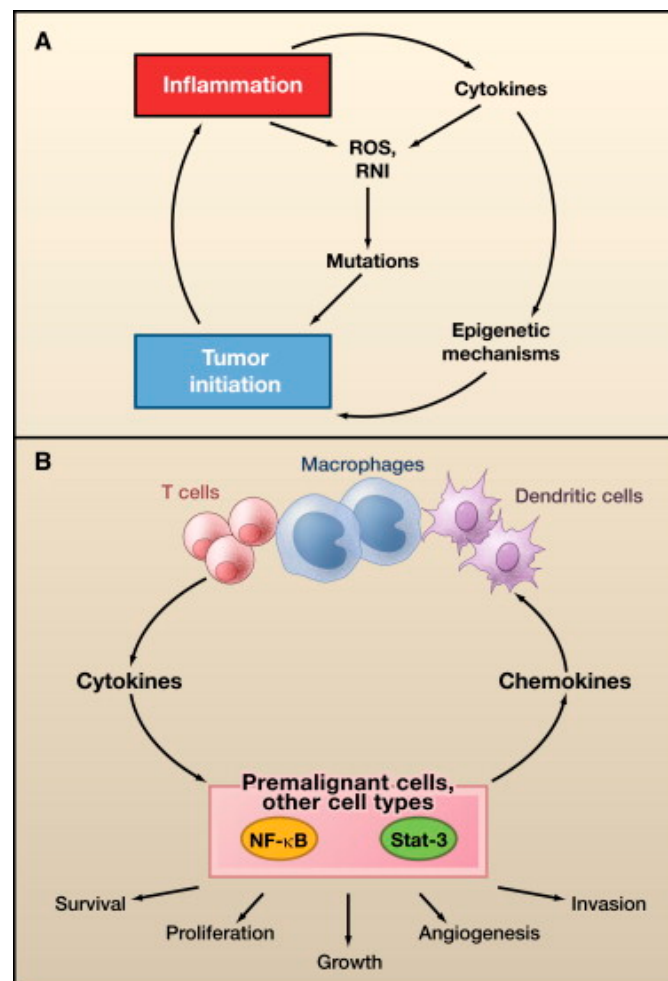 A
Inflammation
Cytokines
ROS,
RNI
Mutations
Epigenetic
mechanisms
Tumor
initiation
B
Macrophages
T cells
Dendritic cells
Cytokines
Chemokines
Premalignant cells,
other cell types
NF-κB
Stat-3
Survival
Invasion
Proliferation
Angiogenesis
Growth